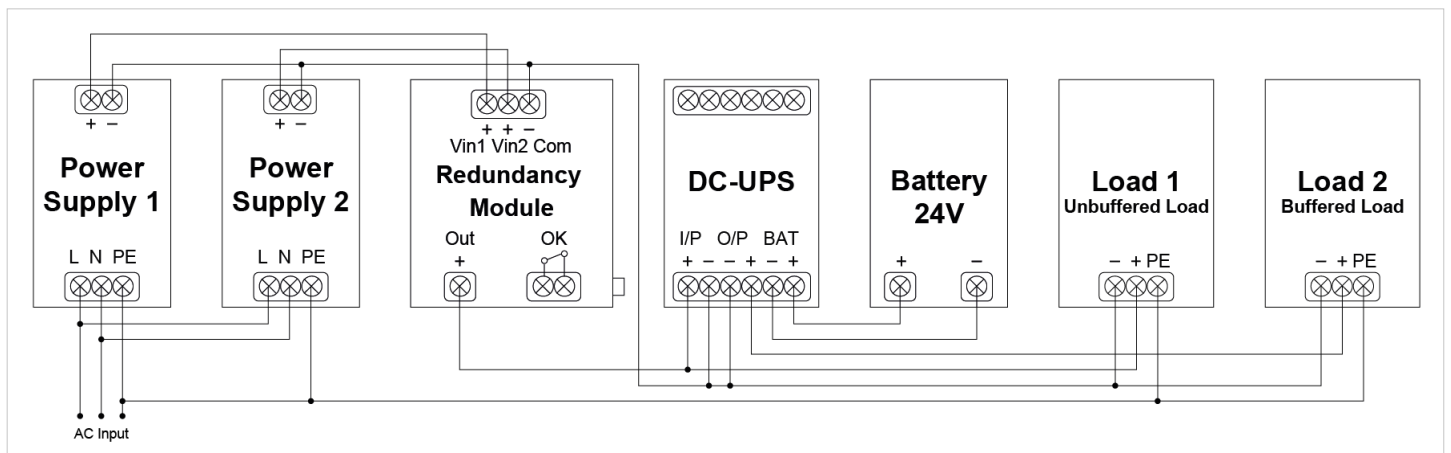 + −
Power
Supply 1
L N PE
+ −
Power
Supply 2
L N PE
+ + −
Vin1 Vin2 Com
Redundancy
Module
Out OK
+
DC-UPS
I/P O/P BAT
+ − − + − +
Battery
24V
+ −
Load 1
Unbuffered Load
− + PE
Load 2
Buffered Load
− + PE
AC Input